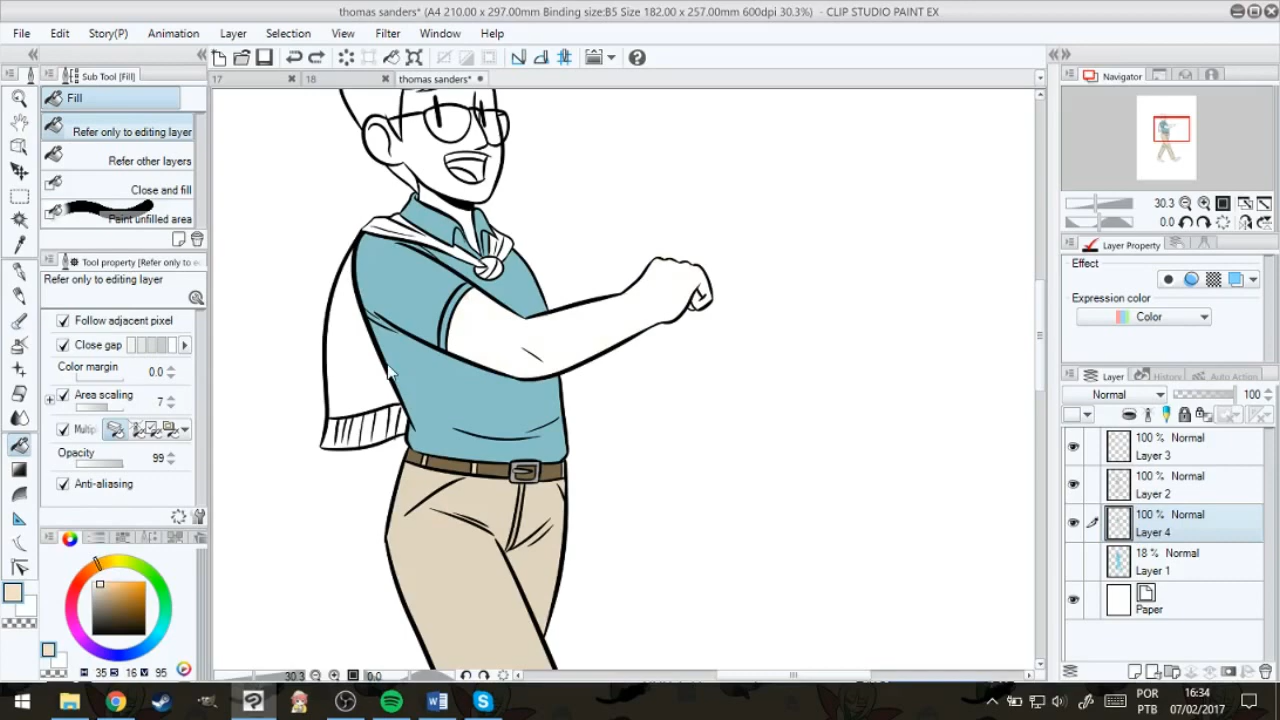 thomas sanders* (A4 210.00 x 297.00mm Binding size:B5 Size 182.00 x 257.00mm 600dpi 30.3%) - CLIP STUDIO PAINT EX
File Edit Story(P) Animation Layer Selection View Filter Window Help
Sub Tool [Fill]
17 18 thomas sanders*
Navigator
Fill
Refer only to editing layer
Refer other layers
Close and fill
Paint unfilled area
30.3
0.0
Tool property [Refer only to e
Refer only to editing layer
Layer Property
Effect
Expression color
Color
Follow adjacent pixel
Close gap
Color margin 0.0
Area scaling 7
Multip
Opacity 99
Anti-aliasing
Layer History Auto Action
Normal 100
100 % Normal
Layer 3
100 % Normal
Layer 2
100 % Normal
Layer 4
18 % Normal
Layer 1
Paper
H 35 S 16 V 95
30.3 0.0
POR
PTB
16:34
07/02/2017